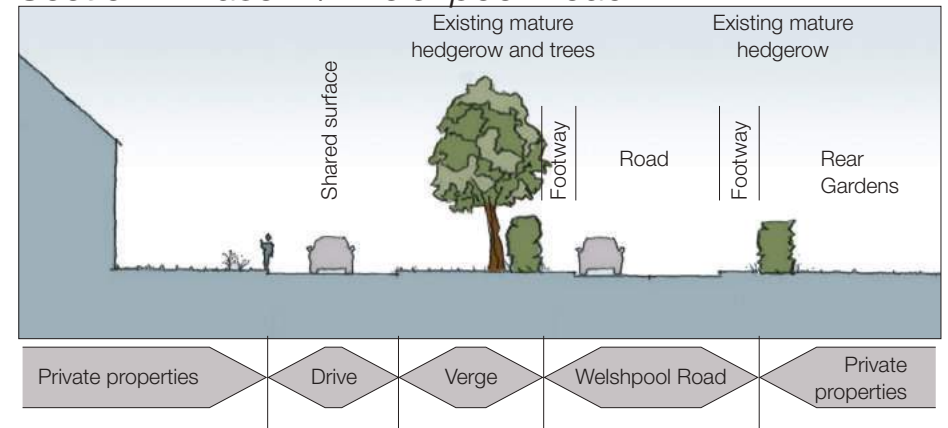 Existing mature
hedgerow and trees
Existing mature
hedgerow
Shared surface
Footway
Road
Footway
Rear
Gardens
Private properties
Drive
Verge
Welshpool Road
Private
properties